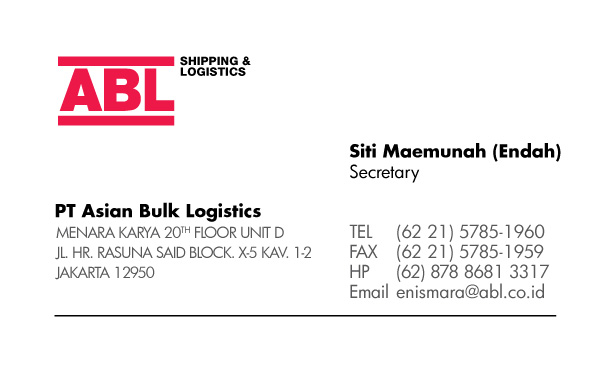 ABL
SHIPPING &
LOGISTICS
Siti Maemunah (Endah)
Secretary
PT Asian Bulk Logistics
MENARA KARYA 20TH FLOOR UNIT D
JL. HR. RASUNA SAID BLOCK. X-5 KAV. 1-2
JAKARTA 12950
TEL (62 21) 5785-1960
FAX (62 21) 5785-1959
HP (62) 878 8681 3317
Email enismara@abl.co.id